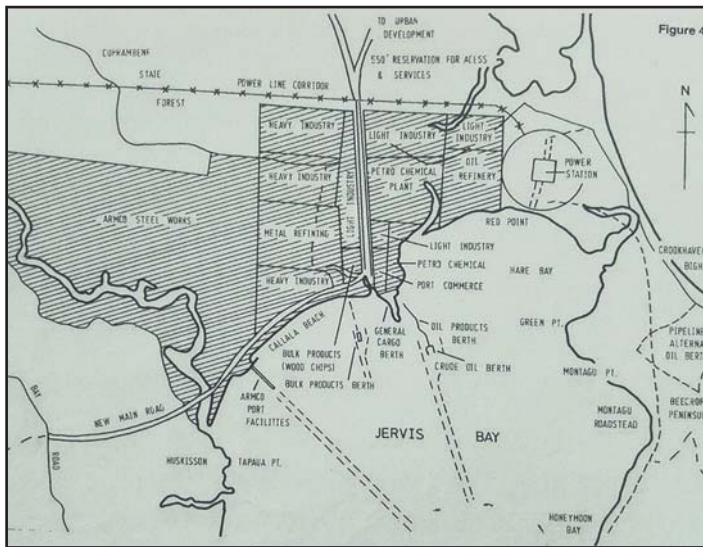 TO URBAN
DEVELOPMENT
550' RESERVATION FOR ACESS
& SERVICES
Figure 4
CURRAMBENE
STATE
FOREST
POWER LINE CORRIDOR
N
HEAVY INDUSTRY
LIGHT INDUSTRY
LIGHT
INDUSTRY
HEAVY INDUSTRY
LIGHT INDUSTRY
PETRO CHEMICAL
PLANT
OIL
REFINERY
POWER
STATION
ARMCO STEEL WORKS
METAL REFINING
RED POINT
LIGHT INDUSTRY
CROOKHAVEN
BIGH
HEAVY INDUSTRY
PETRO CHEMICAL
HARE BAY
PORT COMMERCE
CALLALA BEACH
GENERAL
CARGO
BERTH
OIL PRODUCTS
BERTH
GREEN PT.
PIPELINE
ALTERNA
OIL BERT
BULK PRODUCTS
(WOOD CHIPS)
CRUDE OIL BERTH
MONTAGU PT.
BULK PRODUCTS BERTH
BEECROF
PENINSUL
BAY
ROAD
NEW MAIN ROAD
ARMCO
PORT
FACILITIES
MONTAGU
ROADSTEAD
JERVIS BAY
HUSKISSON
TAPAUA PT.
HONEYMOON
BAY